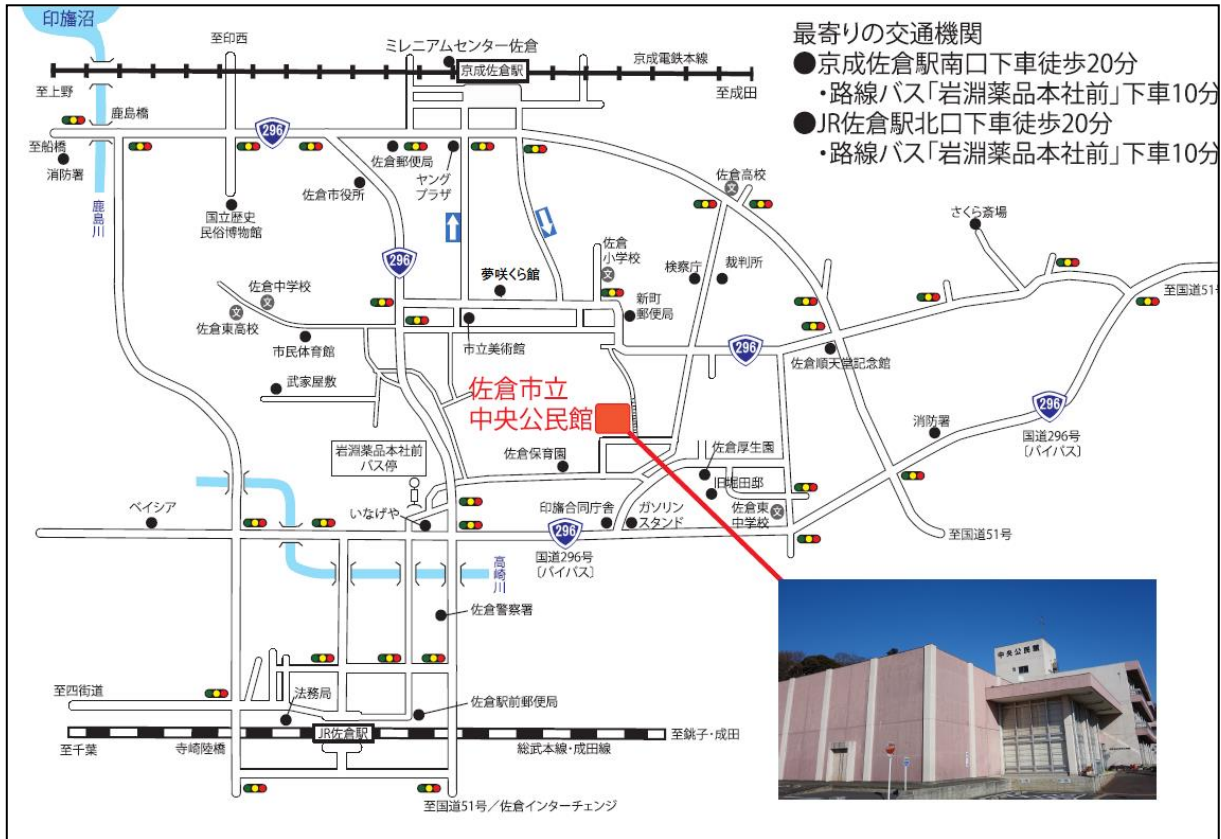 印旛沼
至印西
ミレニアムセンター佐倉
京成佐倉駅
京成電鉄本線
至上野
至成田
最寄りの交通機関
●京成佐倉駅南口下車徒歩20分
・路線バス「岩淵薬品本社前」下車10分
●JR佐倉駅北口下車徒歩20分
・路線バス「岩淵薬品本社前」下車10分
鹿島橋
296
至船橋
消防署
鹿島川
佐倉郵便局
ヤング
プラザ
佐倉市役所
国立歴史
民俗博物館
佐倉高校
文
さくら斎場
296
佐倉
小学校
文
検察庁
裁判所
夢咲くら館
佐倉中学校
文
文
佐倉東高校
新町
郵便局
至国道51号
市民体育館
市立美術館
296
佐倉順天堂記念館
武家屋敷
佐倉市立
中央公民館
296
国道296号
〔バイパス〕
消防署
岩淵薬品本社前
バス停
佐倉保育園
佐倉厚生園
旧堀田邸
ベイシア
いなげや
印旛合同庁舎
ガソリン
スタンド
佐倉東
中学校
文
296
国道296号
〔バイパス〕
至国道51号
高崎川
佐倉警察署
中央公民館
至四街道
法務局
佐倉駅前郵便局
JR佐倉駅
至千葉
寺崎陸橋
総武本線・成田線
至銚子・成田
至国道51号／佐倉インターチェンジ